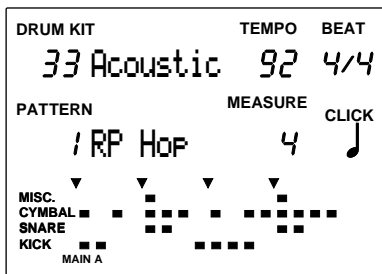 DRUM KIT TEMPO BEAT
33 Acoustic 92 4/4
PATTERN MEASURE CLICK
1 RP Hop 4
MISC.
CYMBAL
SNARE
KICK
MAIN A